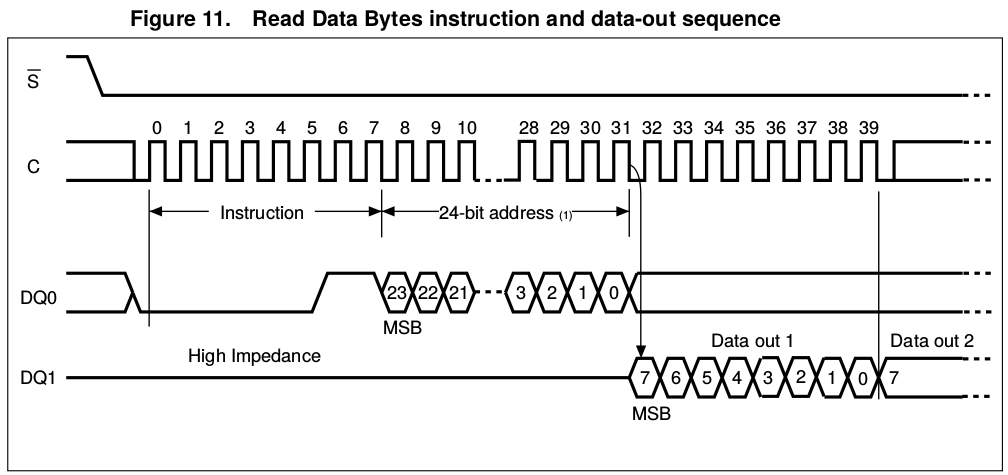 Figure 11. Read Data Bytes instruction and data-out sequence
S
0 1 2 3 4 5 6 7 8 9 10 28 29 30 31 32 33 34 35 36 37 38 39
C
Instruction 24-bit address (1)
DQ0 23 22 21 3 2 1 0
MSB
Data out 1 Data out 2
High Impedance
DQ1 7 6 5 4 3 2 1 0 7
MSB